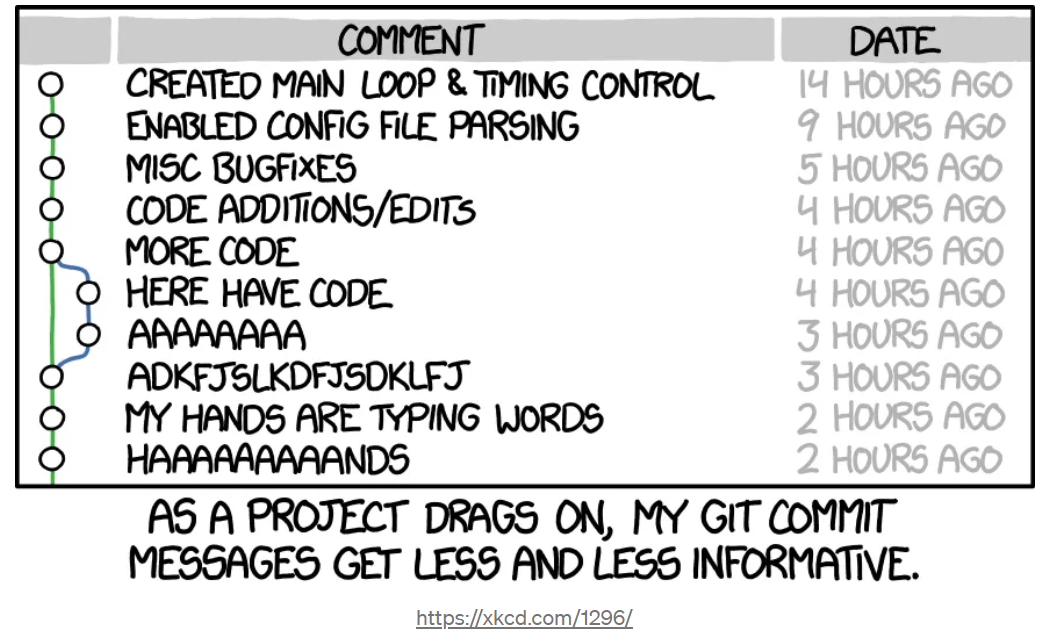 COMMENT DATE
CREATED MAIN LOOP & TIMING CONTROL 14 HOURS AGO
ENABLED CONFIG FILE PARSING 9 HOURS AGO
MISC BUGFIXES 5 HOURS AGO
CODE ADDITIONS/EDITS 4 HOURS AGO
MORE CODE 4 HOURS AGO
HERE HAVE CODE 4 HOURS AGO
AAAAAAAA 3 HOURS AGO
ADKFJSLKDFJSDKLFJ 3 HOURS AGO
MY HANDS ARE TYPING WORDS 2 HOURS AGO
HAAAAAAAAANDS 2 HOURS AGO
AS A PROJECT DRAGS ON, MY GIT COMMIT
MESSAGES GET LESS AND LESS INFORMATIVE.
https://xkcd.com/1296/